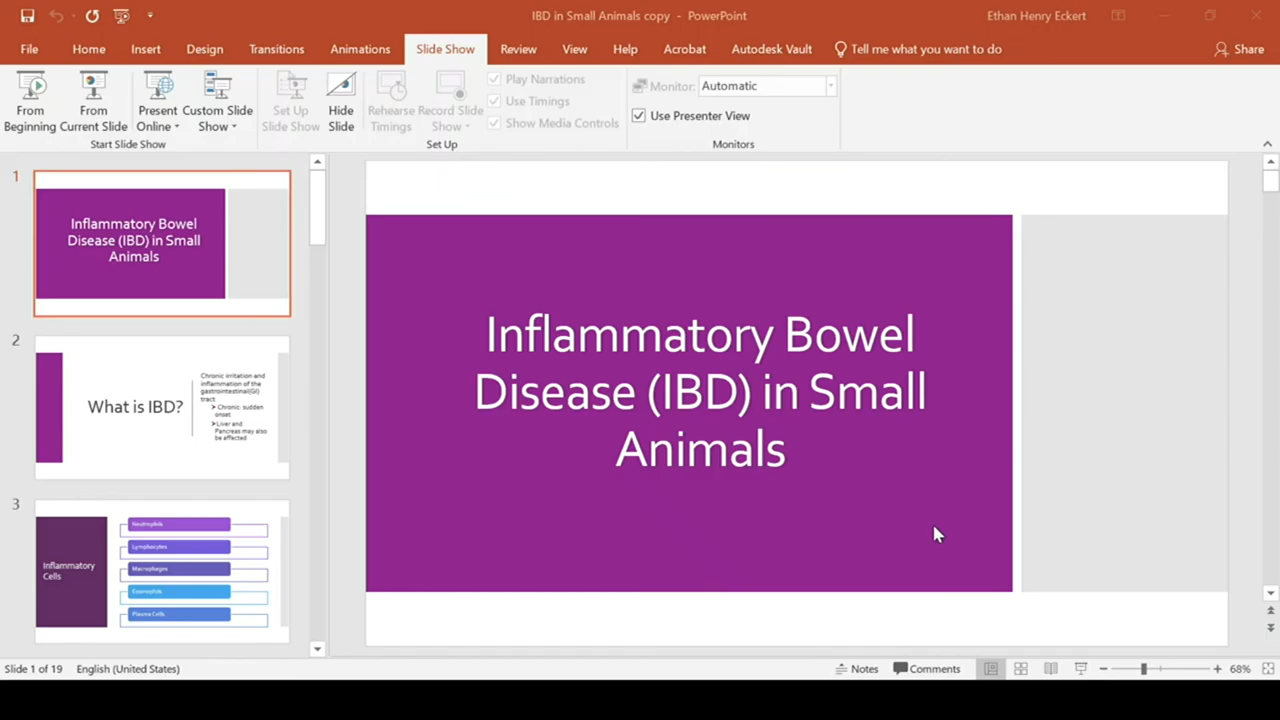 IBD in Small Animals copy - PowerPoint
Ethan Henry Eckert
File Home Insert Design Transitions Animations Slide Show Review View Help Acrobat Autodesk Vault Tell me what you want to do Share
From Beginning
From Current Slide
Present Online
Custom Slide Show
Start Slide Show
Set Up Slide Show
Hide Slide
Rehearse Timings
Record Slide Show
Play Narrations
Use Timings
Show Media Controls
Set Up
Monitor: Automatic
Use Presenter View
Monitors
1
Inflammatory Bowel
Disease (IBD) in Small
Animals
2
What is IBD?
Chronic irritation and
inflammation of the
gastrointestinal(GI)
tract
Chronic: sudden
onset
Liver and
Pancreas may also
be affected
3
Inflammatory
Cells
Neutrophils
Lymphocytes
Macrophages
Eosinophils
Plasma Cells
Inflammatory Bowel
Disease (IBD) in Small
Animals
Slide 1 of 19 English (United States) Notes Comments 68%